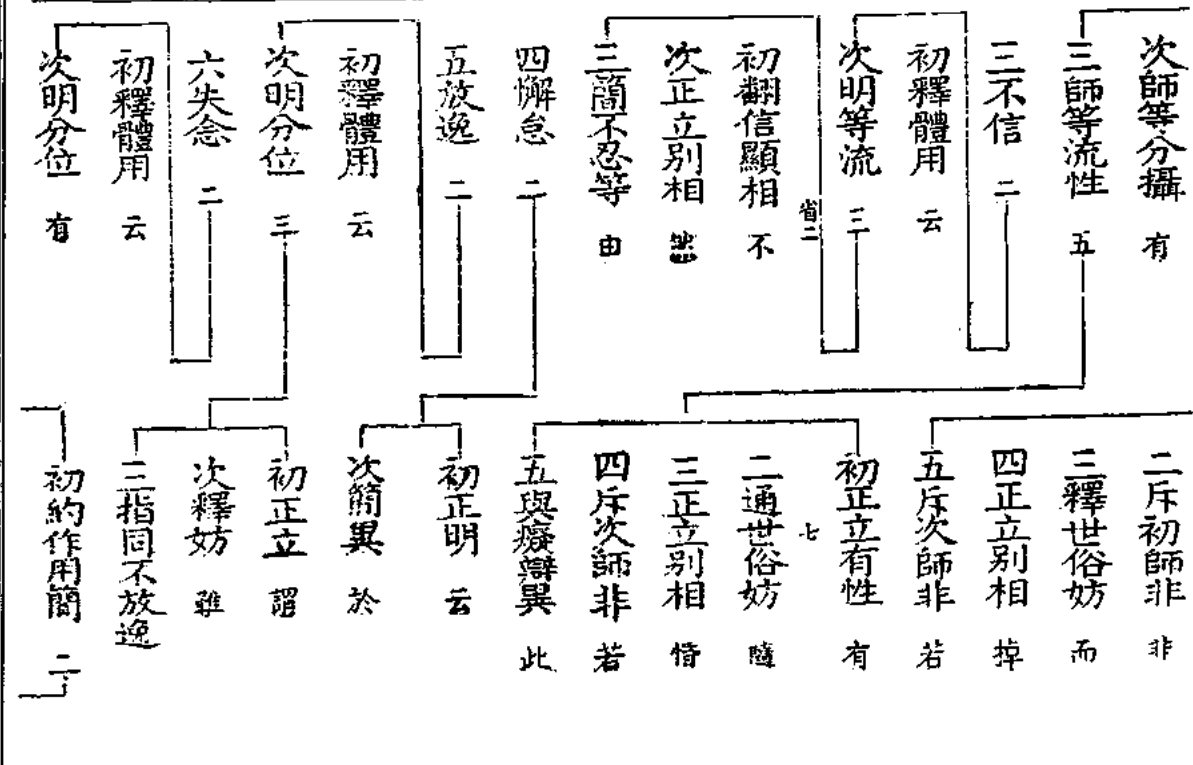 次師等分攝 有
三師等流性 五
三不信 二
初釋體用 云
次明等流 三
省二
初翻信顯相 不
次正立別相 然
三簡不忍等 由
四懈怠 二
五放逸 二
初釋體用 云
次明分位 三
六失念 二
初釋體用 云
次明分位 有
二斥初師非 非
三釋世俗妨 而
四正立別相 掉
五斥次師非 若
初正立有性 有
七
二通世俗妨 隨
三正立別相 惛
四斥次師非 若
五與癡辯異 此
初正明 云
次簡異 於
初正立 謂
次釋妨 雖
三指同不放逸
初約作用簡 二